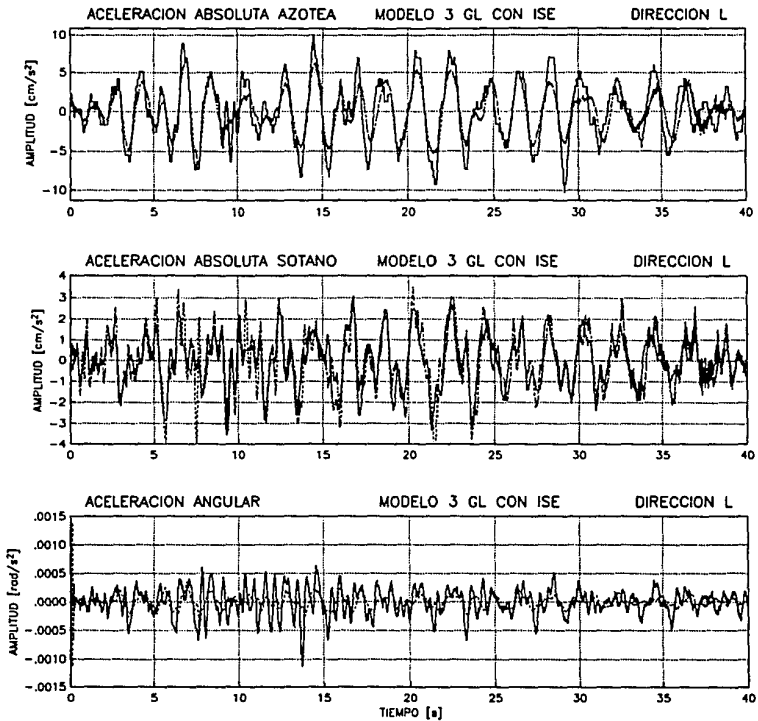 ACELERACION ABSOLUTA AZOTEA MODELO 3 GL CON ISE DIRECCION L
AMPLITUD [cm/s²]
10
5
0
-5
-10
0 5 10 15 20 25 30 35 40
ACELERACION ABSOLUTA SOTANO MODELO 3 GL CON ISE DIRECCION L
AMPLITUD [cm/s²]
4
3
2
1
0
-1
-2
-3
-4
0 5 10 15 20 25 30 35 40
ACELERACION ANGULAR MODELO 3 GL CON ISE DIRECCION L
AMPLITUD [rad/s²]
.0015
.0010
.0005
.0000
-.0005
-.0010
-.0015
0 5 10 15 20 25 30 35 40
TIEMPO [s]